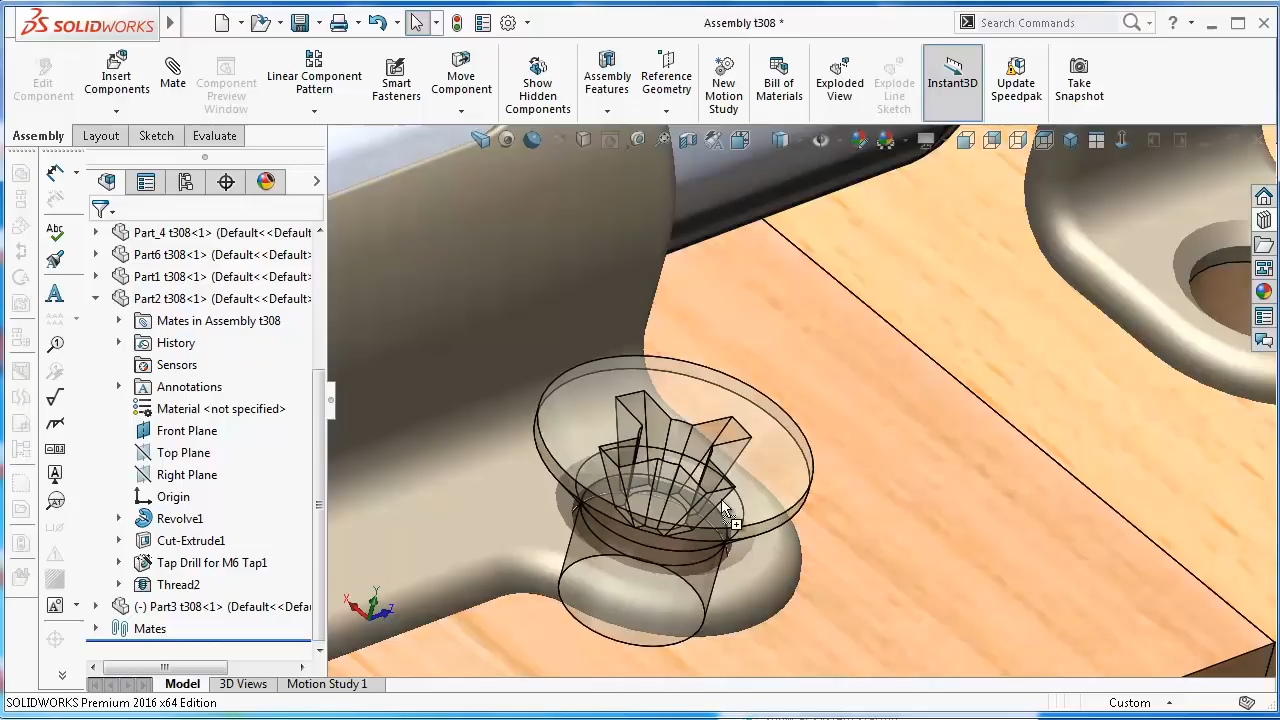 SOLIDWORKS
Assembly t308 *
Search Commands
?
Edit Component
Insert Components
Mate
Component Preview Window
Linear Component Pattern
Smart Fasteners
Move Component
Show Hidden Components
Assembly Features
Reference Geometry
New Motion Study
Bill of Materials
Exploded View
Explode Line Sketch
Instant3D
Update Speedpak
Take Snapshot
Assembly
Layout
Sketch
Evaluate
Part_4 t308<1> (Default<<Default
Part6 t308<1> (Default<<Default>
Part1 t308<1> (Default<<Default>
Part2 t308<1> (Default<<Default>
Mates in Assembly t308
History
Sensors
Annotations
Material <not specified>
Front Plane
Top Plane
Right Plane
Origin
Revolve1
Cut-Extrude1
Tap Drill for M6 Tap1
Thread2
(-) Part3 t308<1> (Default<<Defau
Mates
Abc
X
Y
Z
Model
3D Views
Motion Study 1
SOLIDWORKS Premium 2016 x64 Edition
Custom